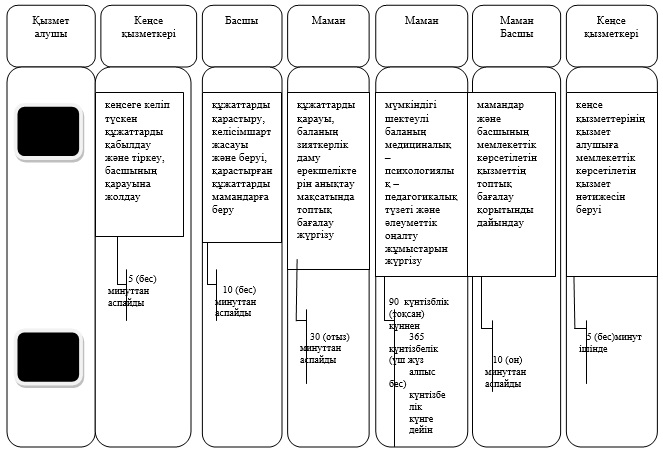 Қызмет
алушы
Кеңсе
қызметкері
Басшы
Маман
Маман
Маман
Басшы
Кеңсе
қызметкері
кеңсеге келіп
түскен
құжаттарды
қабылдау
және тіркеу,
басшының
қарауына
жолдау
5 (бес)
минуттан
аспайды
құжаттарды
қарастыру,
келісімшарт
жасауы
және беруі,
қарастырған
құжаттарды
мамандарға
беру
10 (бес)
минуттан
аспайды
құжаттарды
қарауы,
баланың
зияткерлік
даму
ерекшелікте
рін анықтау
мақсатында
топтық
бағалау
жүргізу
30 (отыз)
минуттан
аспайды
мүмкіндігі
шектеулі
баланың
медициналық
–
психологиялы
қ –
педагогикалық
түзеті және
әлеуметтік
оңалту
жұмыстарын
жүргізу
90 күнтізблік
(тоқсан)
күннен
365
күнтізбелік
(үш жүз
алпыс
бес)
күнтізбе
лік
күнге
дейін
мамандар
және
басшының
мемлекеттік
көрсетілетін
қызметтің
топтық
бағалау
қорытынды
дайындау
10 (он)
минуттан
аспайды
кеңсе
қызметтерінің
қызмет
алушыға
мемлекеттік
көрсетілетін
қызмет
нәтижесін
беруі
5 (бес)минут
ішінде